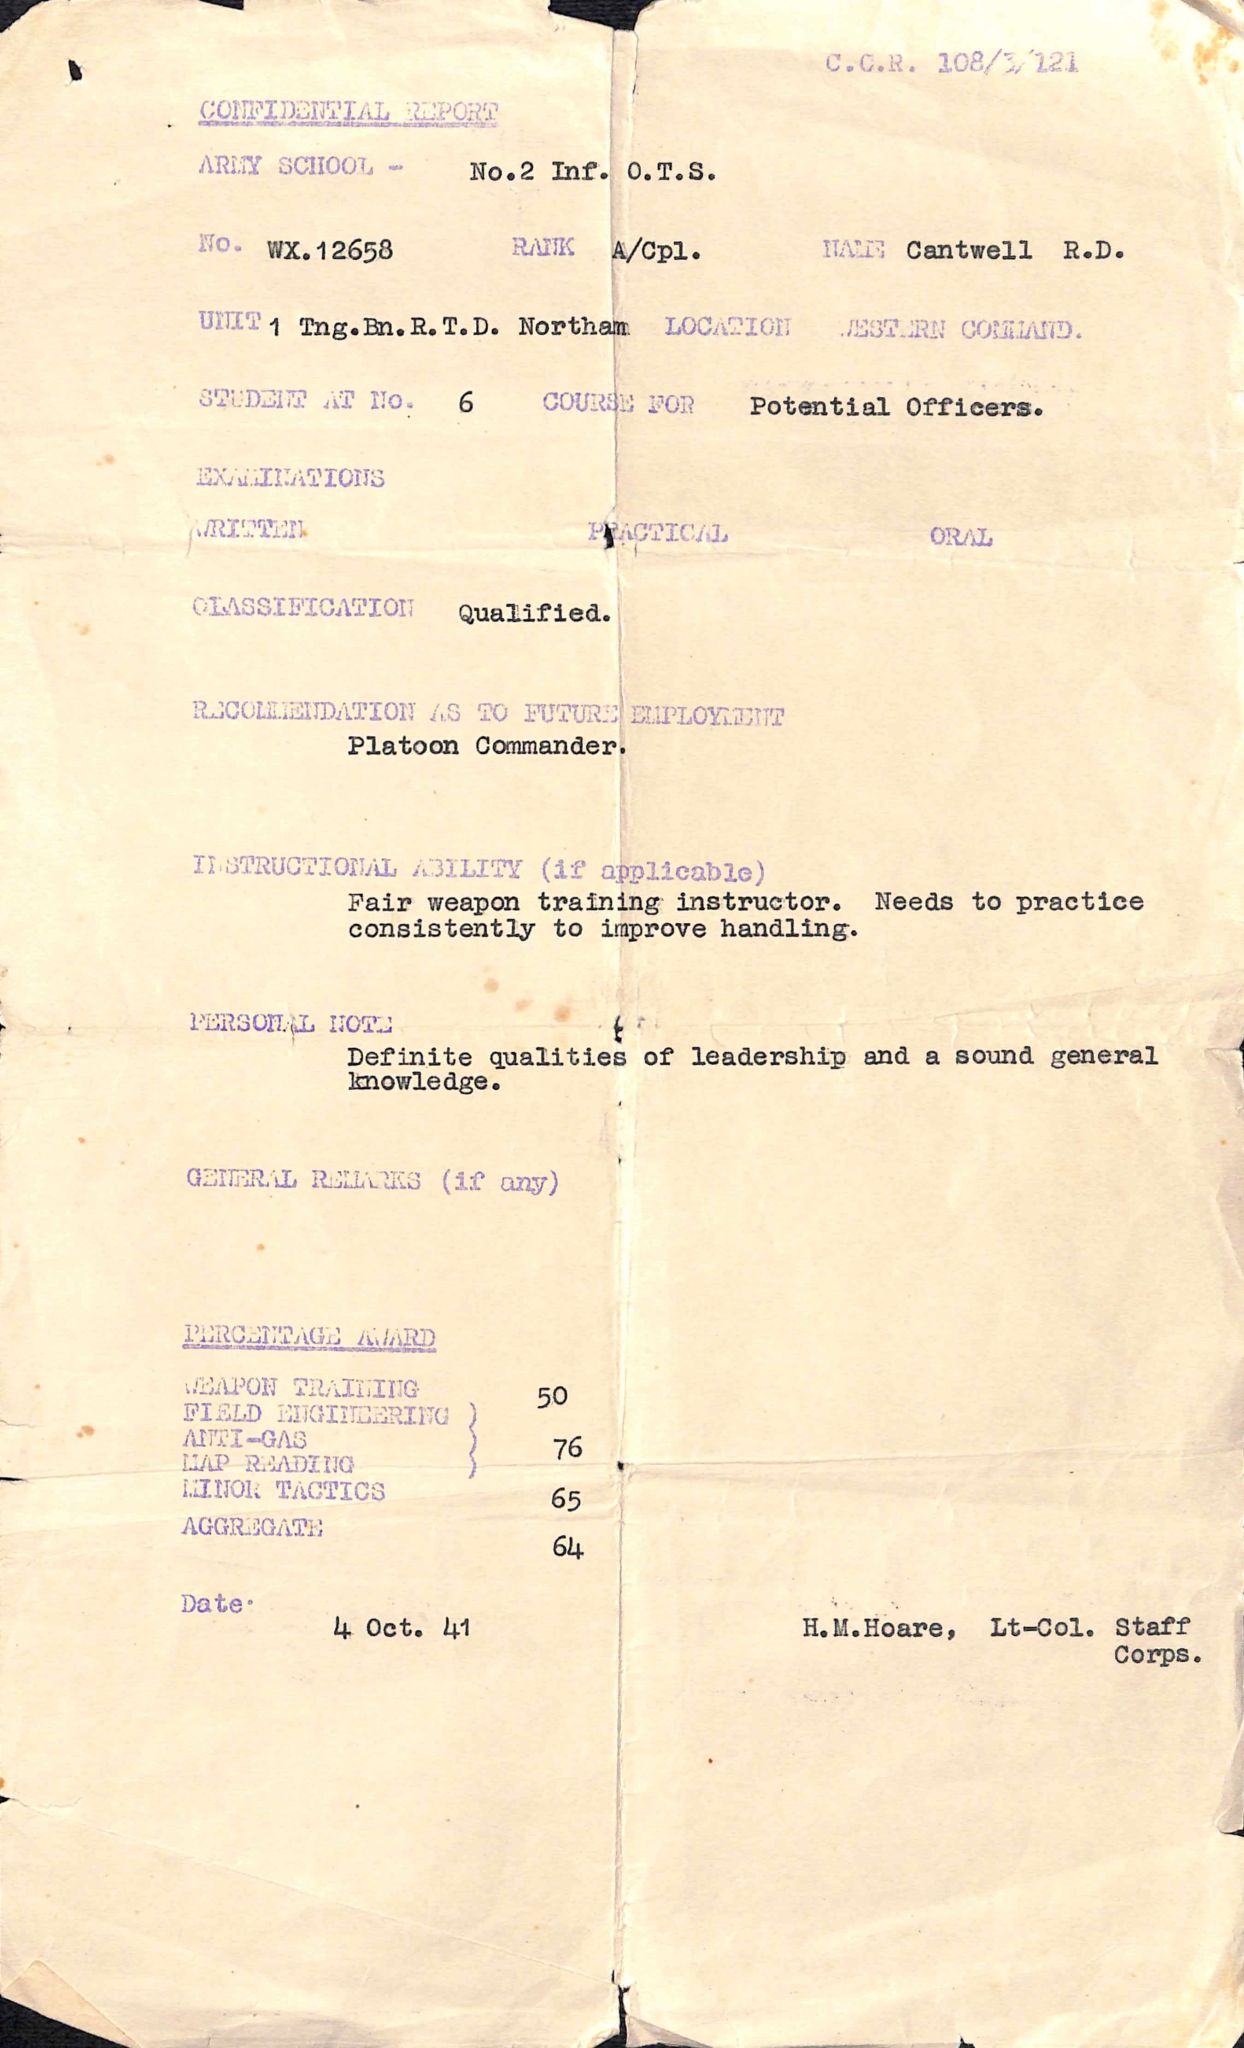 C.C.R. 108/3/121
CONFIDENTIAL REPORT
ARMY SCHOOL - No.2 Inf. O.T.S.
No. WX.12658 RANK A/Cpl. NAME Cantwell R.D.
UNIT 1 Tng.Bn.R.T.D. Northam LOCATION WESTERN COMMAND.
STUDENT AT No. 6 COURSE FOR Potential Officers.
EXAMINATIONS
WRITTEN PRACTICAL ORAL
CLASSIFICATION Qualified.
RECOMMENDATION AS TO FUTURE EMPLOYMENT
Platoon Commander.
INSTRUCTIONAL ABILITY (if applicable)
Fair weapon training instructor. Needs to practice
consistently to improve handling.
PERSONAL NOTE
Definite qualities of leadership and a sound general
knowledge.
GENERAL REMARKS (if any)
PERCENTAGE AWARD
WEAPON TRAINING 50
FIELD ENGINEERING )
ANTI-GAS ) 76
MAP READING )
MINOR TACTICS 65
AGGREGATE 64
Date.
4 Oct. 41 H.M.Hoare, Lt-Col. Staff
Corps.